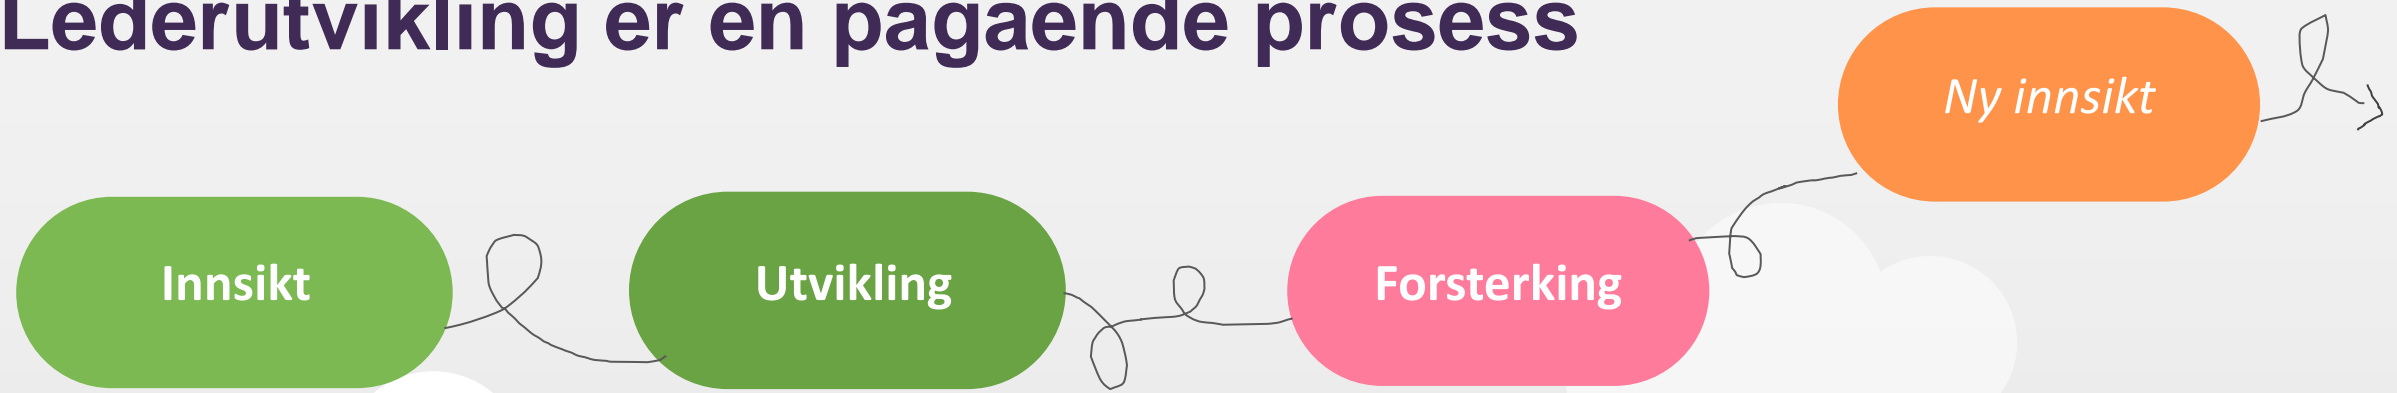 Lederutvikling er en pågående prosess
Ny innsikt
Innsikt
Utvikling
Forsterking